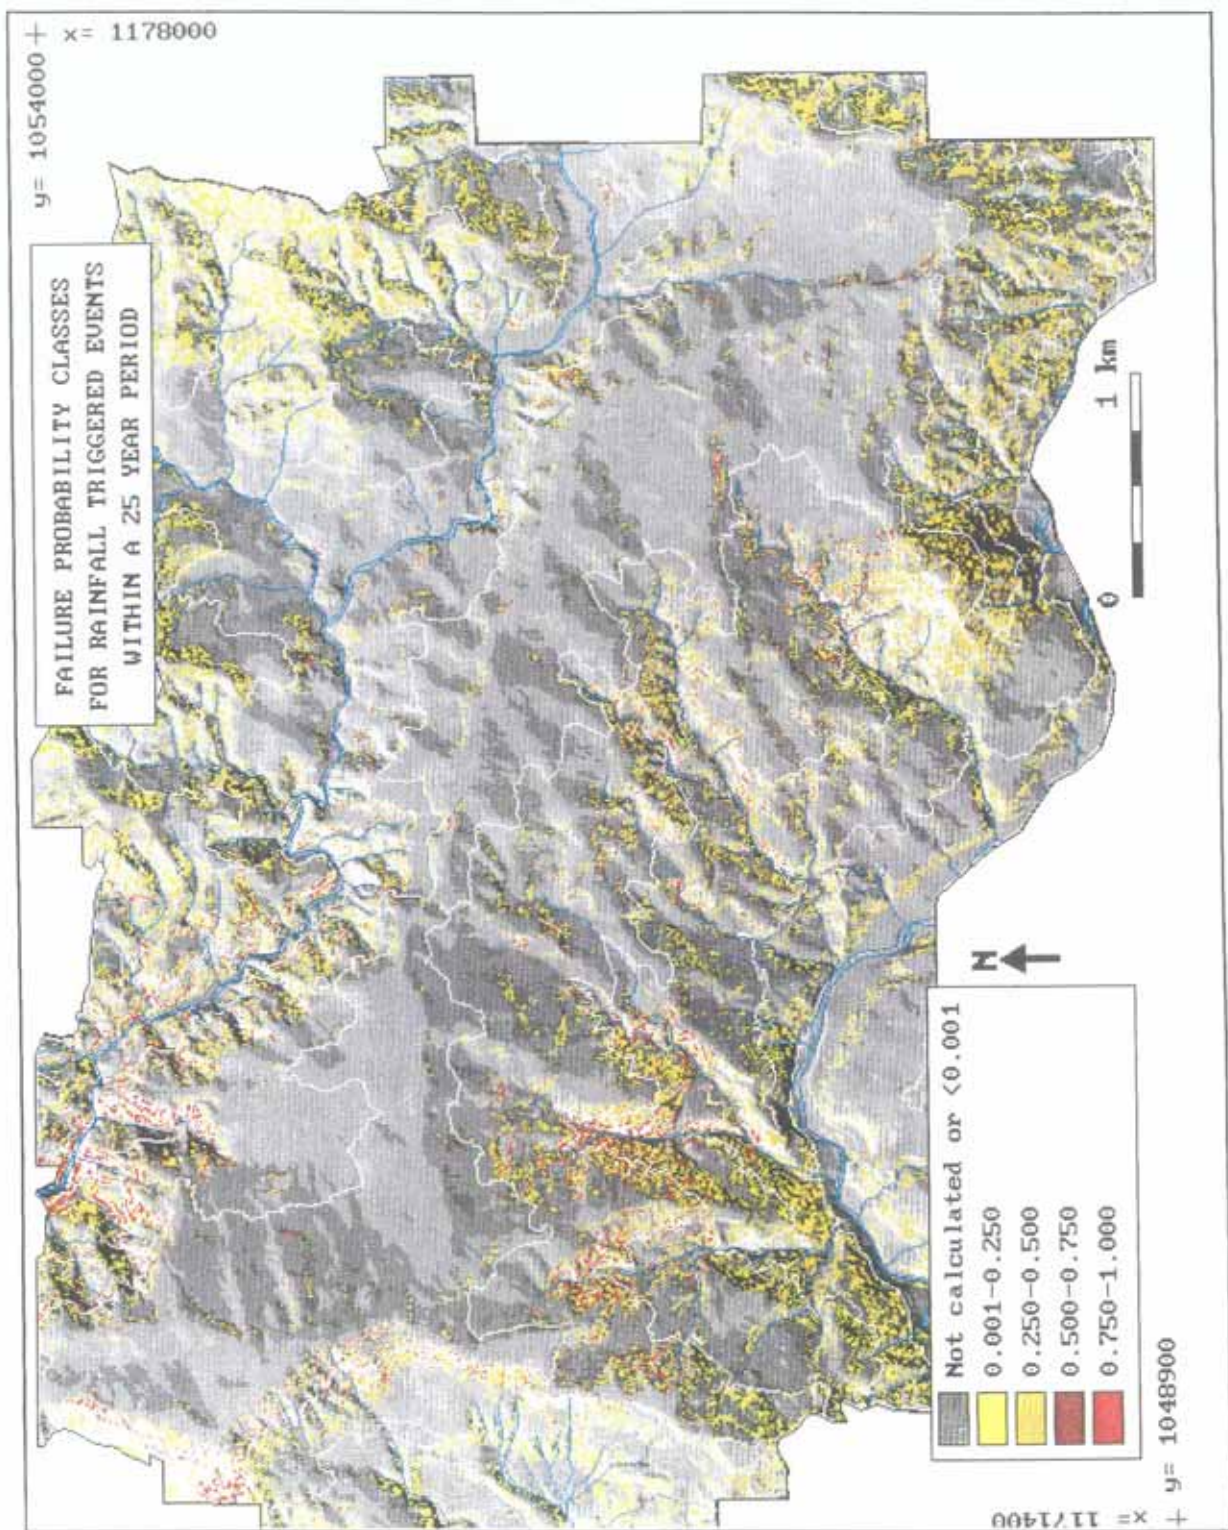 y= 1054000
x= 1178000
FAILURE PROBABILITY CLASSES
FOR RAINFALL TRIGGERED EVENTS
WITHIN A 25 YEAR PERIOD
0 1 km
N
Not calculated or <0.001
0.001-0.250
0.250-0.500
0.500-0.750
0.750-1.000
x= 1171400
y= 1048900